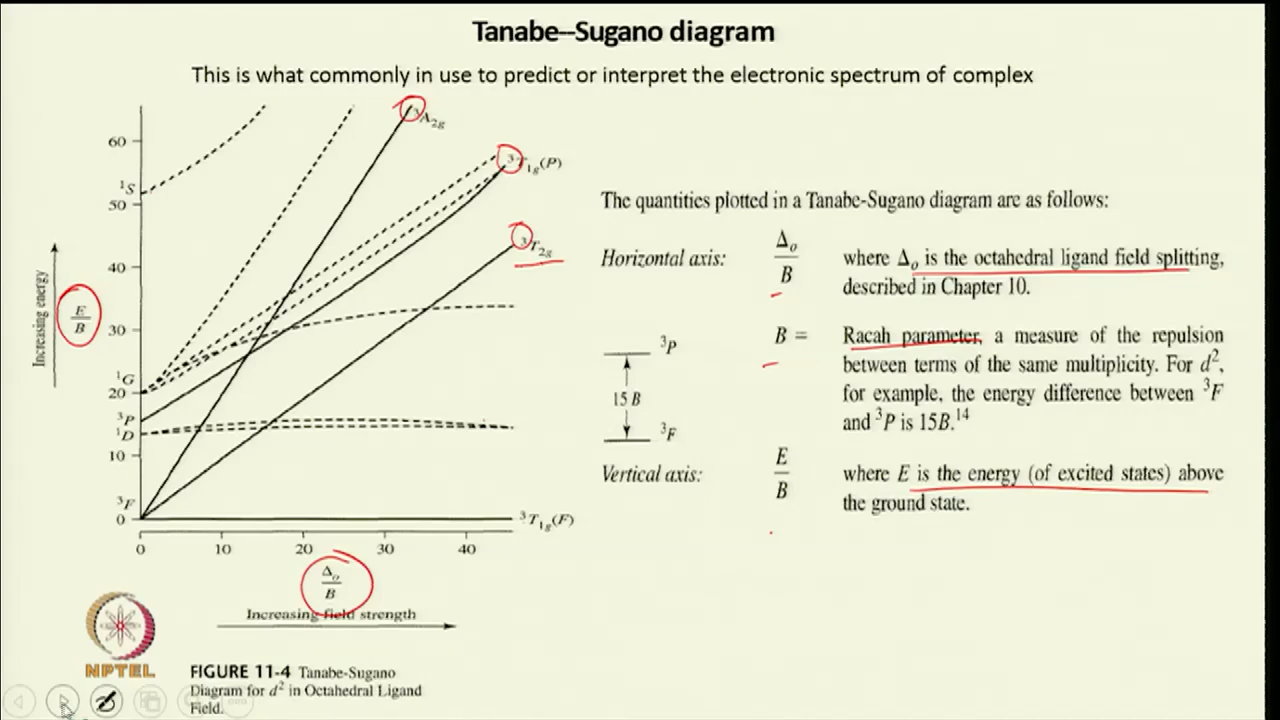 Tanabe--Sugano diagram
This is what commonly in use to predict or interpret the electronic spectrum of complex
³A₂g
³T₁g(P)
³T₂g
³T₁g(F)
Increasing energy
E/B
60
50
40
30
20
10
0
¹S
¹G
³P
¹D
³F
0 10 20 30 40
Δₒ/B
Increasing field strength
FIGURE 11-4 Tanabe-Sugano
Diagram for d² in Octahedral Ligand
Field.
NPTEL
The quantities plotted in a Tanabe-Sugano diagram are as follows:
Horizontal axis: Δₒ/B where Δₒ is the octahedral ligand field splitting,
described in Chapter 10.
³P
15 B
³F
B = Racah parameter, a measure of the repulsion
between terms of the same multiplicity. For d²,
for example, the energy difference between ³F
and ³P is 15B.¹⁴
Vertical axis: E/B where E is the energy (of excited states) above
the ground state.